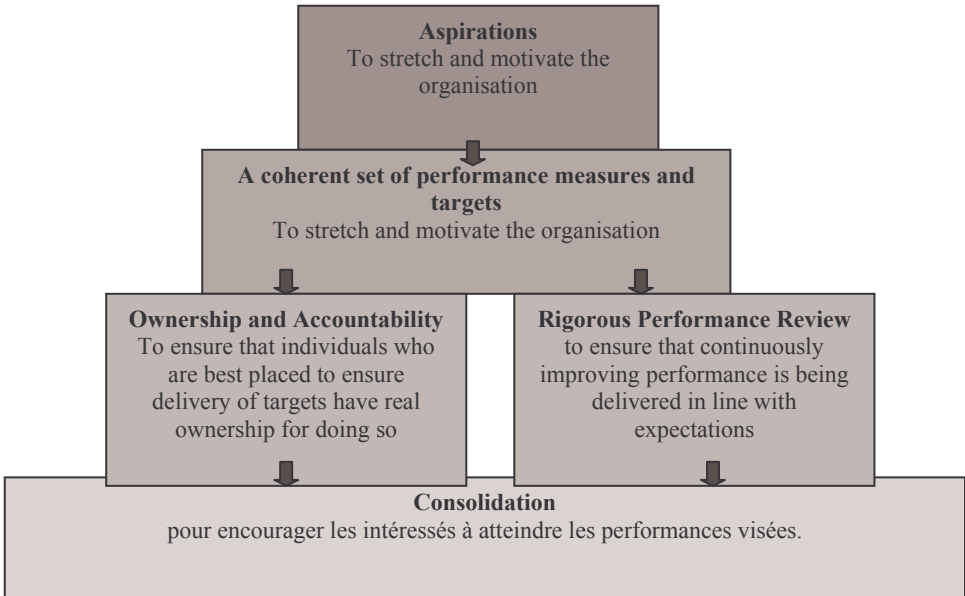 Aspirations
To stretch and motivate the
organisation
A coherent set of performance measures and
targets
To stretch and motivate the organisation
Ownership and Accountability
To ensure that individuals who
are best placed to ensure
delivery of targets have real
ownership for doing so
Rigorous Performance Review
to ensure that continuously
improving performance is being
delivered in line with
expectations
Consolidation
pour encourager les intéressés à atteindre les performances visées.